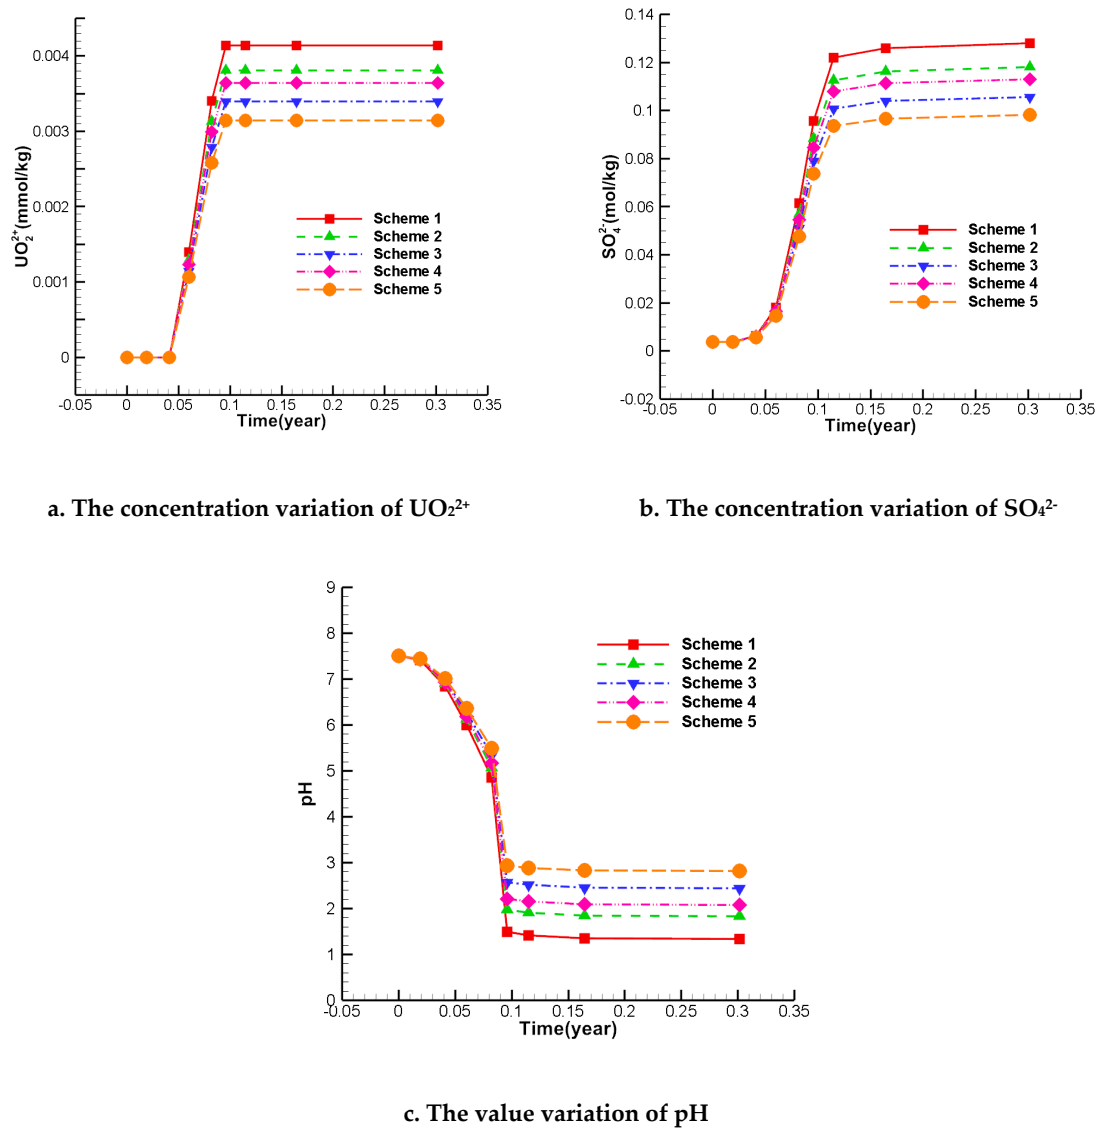 UO₂²⁺(mmol/kg)
0.004
0.003
0.002
0.001
0
-0.05
0
0.05
0.1
0.15
0.2
0.25
0.3
0.35
Time(year)
Scheme 1
Scheme 2
Scheme 3
Scheme 4
Scheme 5
SO₄²⁻(mol/kg)
0.14
0.12
0.1
0.08
0.06
0.04
0.02
0
-0.02
-0.05
0
0.05
0.1
0.15
0.2
0.25
0.3
0.35
Time(year)
Scheme 1
Scheme 2
Scheme 3
Scheme 4
Scheme 5
a. The concentration variation of UO₂²⁺
b. The concentration variation of SO₄²⁻
pH
9
8
7
6
5
4
3
2
1
0
-0.05
0
0.05
0.1
0.15
0.2
0.25
0.3
0.35
Time(year)
Scheme 1
Scheme 2
Scheme 3
Scheme 4
Scheme 5
c. The value variation of pH